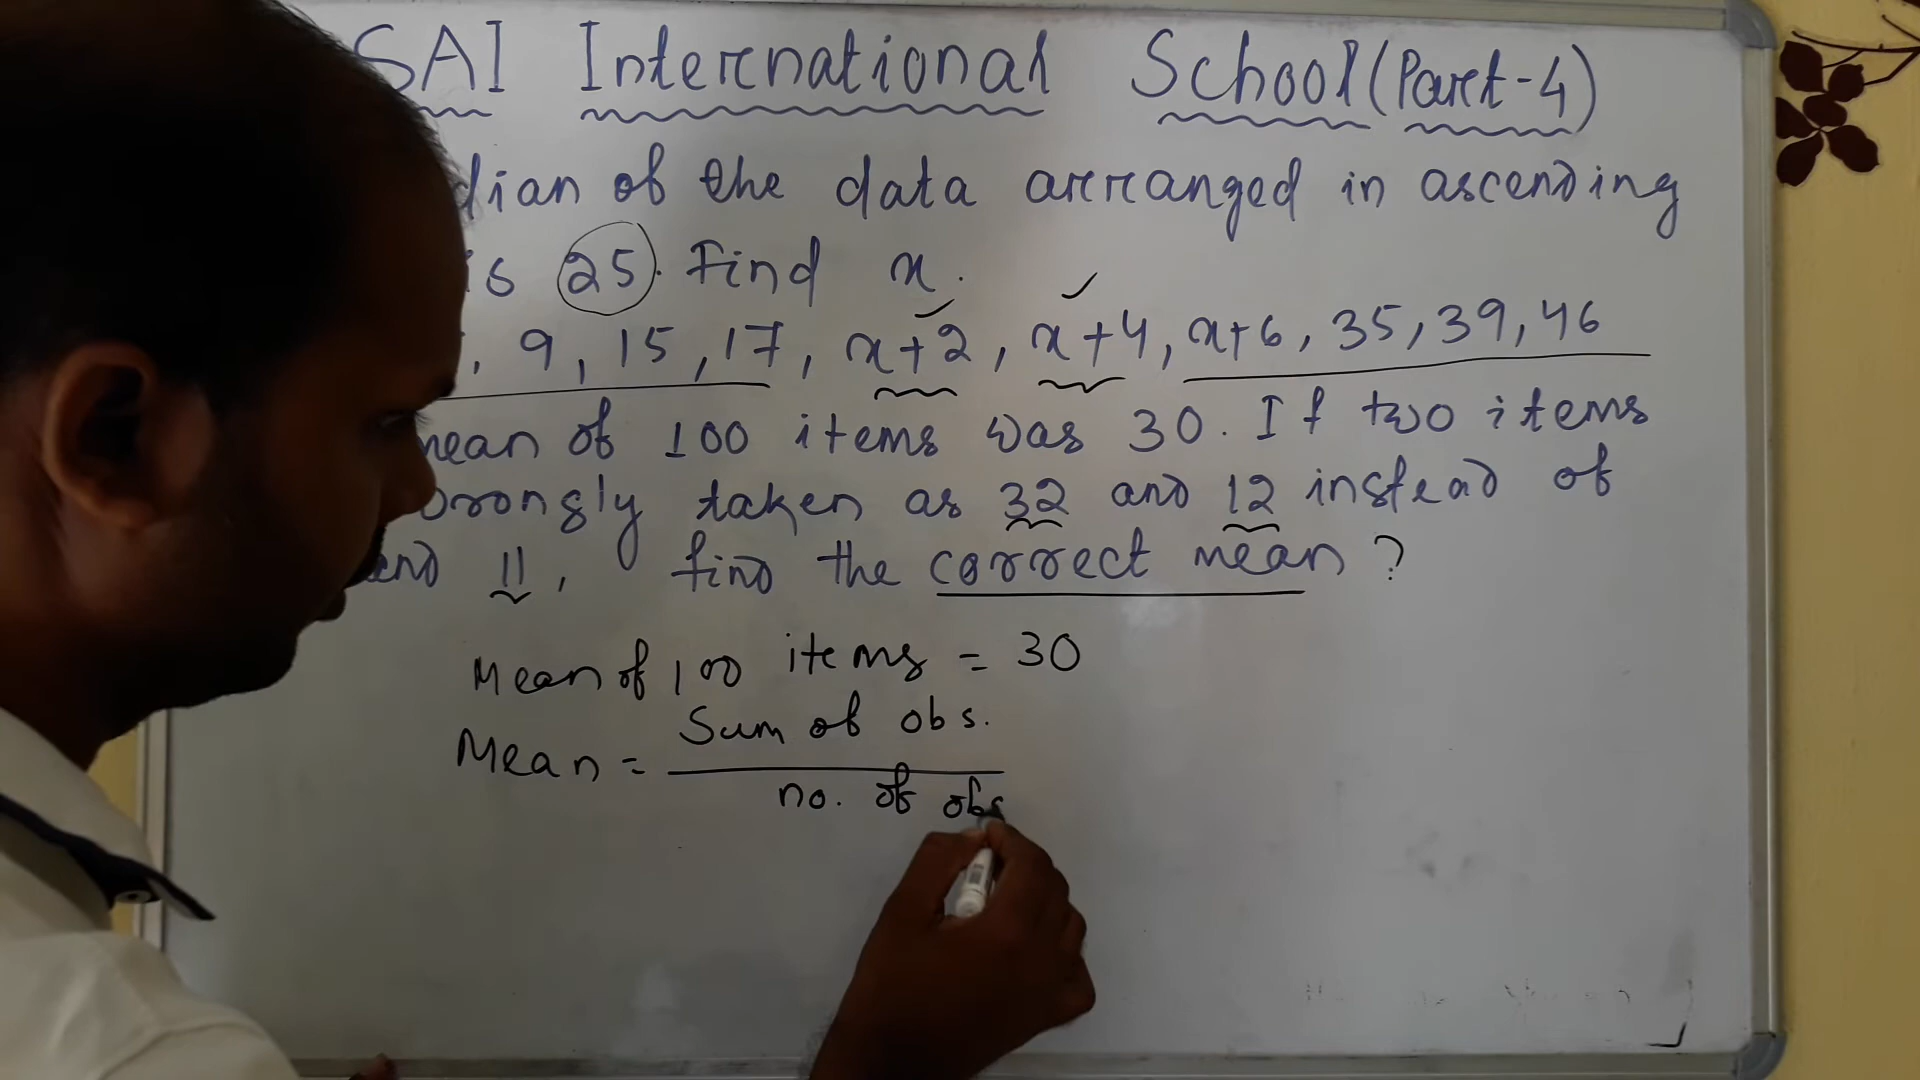 SAI International School (Part-4)
dian of the data arranged in ascending
is 25. Find x.
, 9, 15, 17, x+2, x+4, x+6, 35, 39, 46
mean of 100 items was 30. If two items
rongly taken as 32 and 12 instead of
and 11, find the correct mean ?
Mean of 100 items = 30
Sum of obs.
Mean =
no. of obs